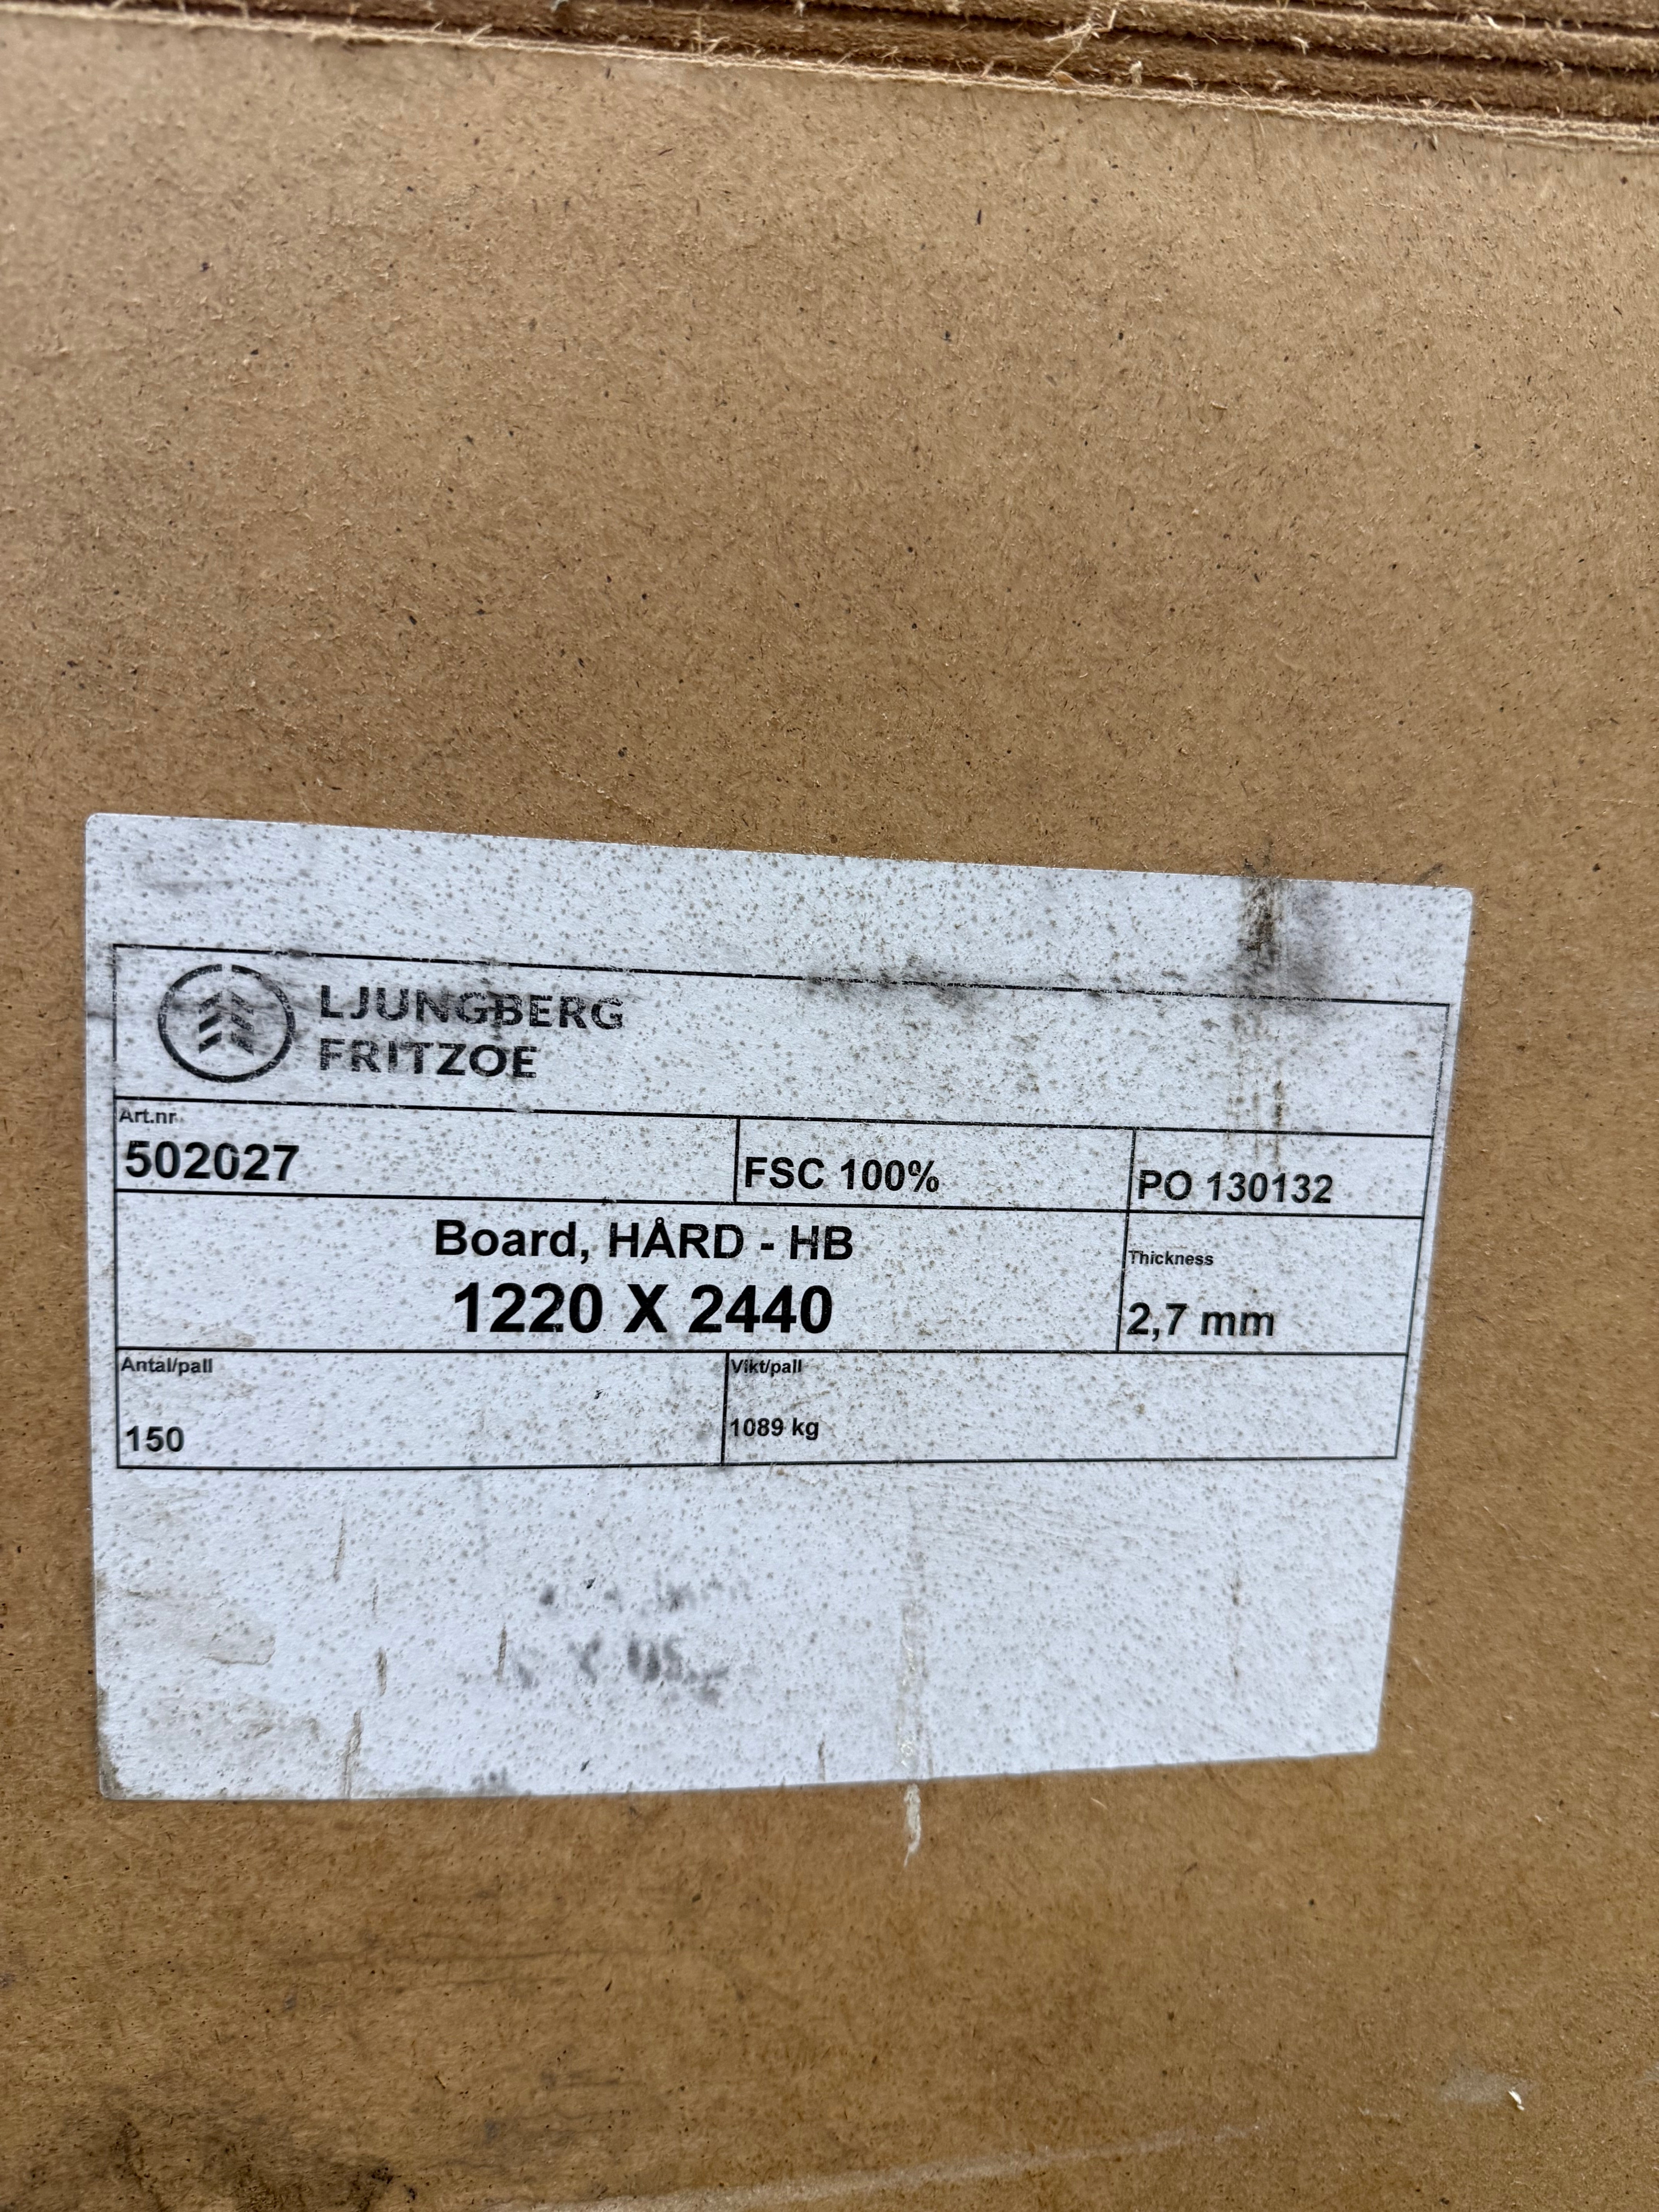 LJUNGBERG
FRITZOE
Art.nr
502027
FSC 100%
PO 130132
Board, HÅRD - HB
1220 X 2440
Thickness
2,7 mm
Antal/pall
150
Vikt/pall
1089 kg